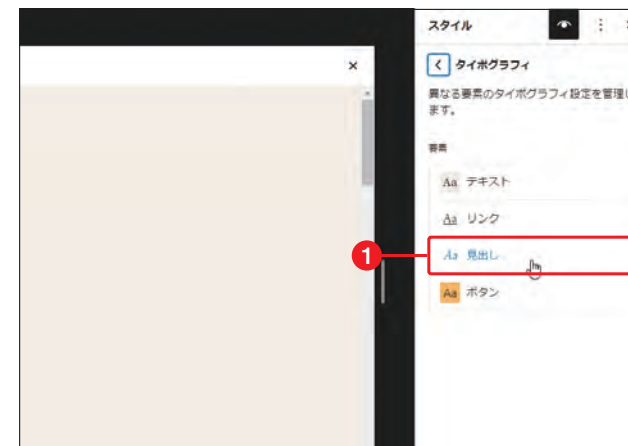 スタイル
×
タイポグラフィ
異なる要素のタイポグラフィ設定を管理し
ます。
要素
Aa テキスト
Aa リンク
1
Aa 見出し
Aa ボタン